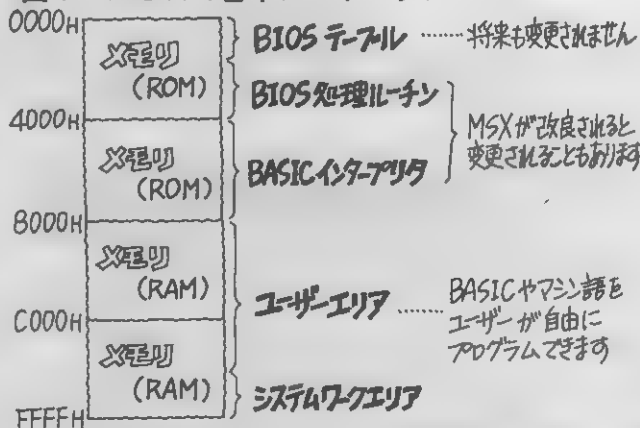 0000H
メモリ
(ROM)
BIOS テーブル ……… 将来も変更されません
BIOS処理ルーチン
4000H
メモリ
(ROM)
BASICインタープリタ
MSXが改良されると
変更されることもあります
8000H
メモリ
(RAM)
ユーザーエリア ………
BASICやマシン語を
ユーザーが自由に
プログラムできます
C000H
メモリ
(RAM)
システムワークエリア
FFFFH